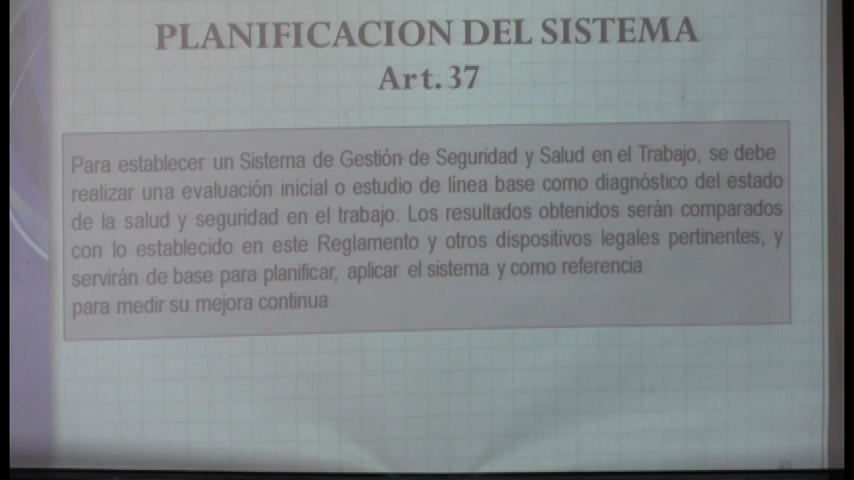 PLANIFICACION DEL SISTEMA
Art. 37
Para establecer un Sistema de Gestión de Seguridad y Salud en el Trabajo, se debe
realizar una evaluación inicial o estudio de línea base como diagnóstico del estado
de la salud y seguridad en el trabajo. Los resultados obtenidos serán comparados
con lo establecido en este Reglamento y otros dispositivos legales pertinentes, y
servirán de base para planificar, aplicar el sistema y como referencia
para medir su mejora continua